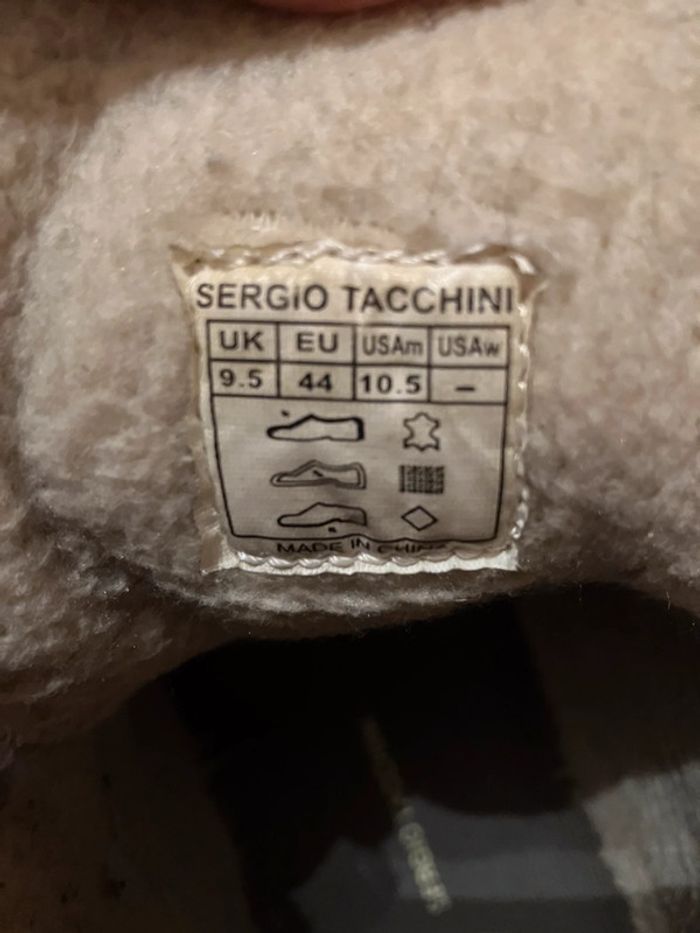 SERGIO TACCHINI
UK EU USAm USAw
9.5 44 10.5 –
MADE IN CHINA